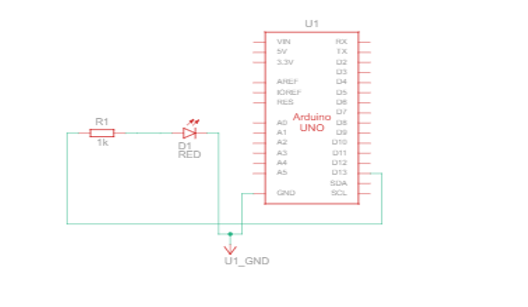 U1
VIN RX
5V TX
3.3V D2
D3
AREF D4
IOREF D5
RES D6
D7
A0 D8
A1 D9
A2 D10
A3 D11
A4 D12
A5 D13
SDA
GND SCL
Arduino
UNO
R1
1k
D1
RED
U1_GND